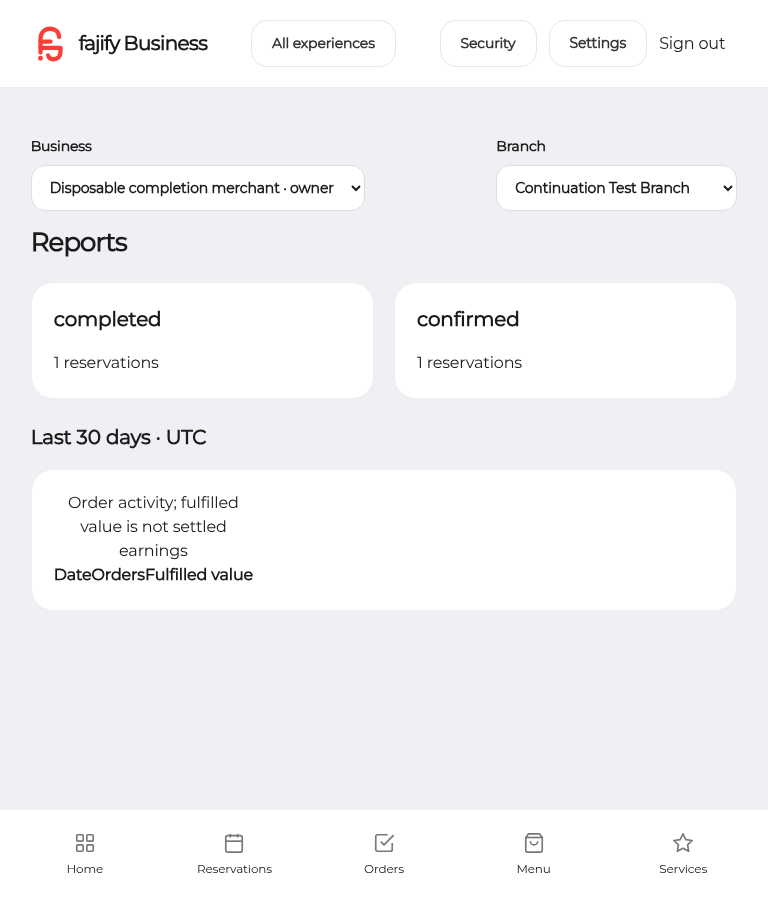 fajify Business
All experiences
Security
Settings
Sign out
Business
Branch
Disposable completion merchant · owner
Continuation Test Branch
Reports
completed
confirmed
1 reservations
1 reservations
Last 30 days · UTC
Order activity; fulfilled
value is not settled
earnings
DateOrdersFulfilled value
Home
Reservations
Orders
Menu
Services